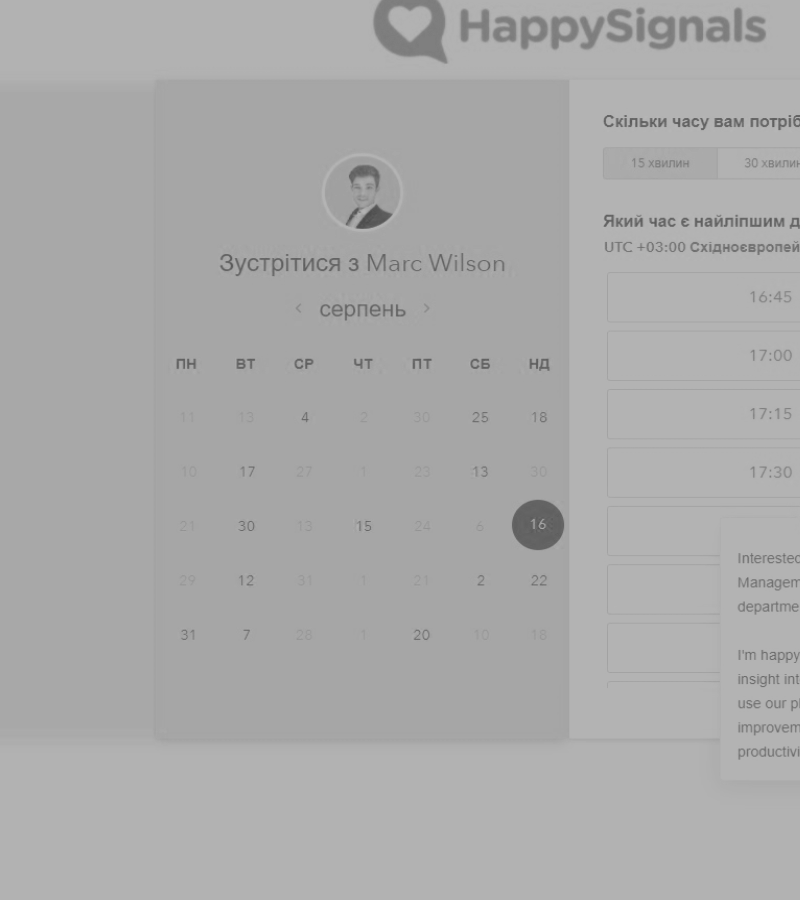 HappySignals
Зустрітися з Marc Wilson
‹ серпень ›
ПН ВТ СР ЧТ ПТ СБ НД
11 13 4 2 30 25 18
10 17 27 1 23 13 30
21 30 13 15 24 6 16
29 12 31 1 21 2 22
31 7 28 1 20 10 18
Скільки часу вам потріб
15 хвилин 30 хвилин
Який час є найліпшим д
UTC +03:00 Східноєвропей
16:45
17:00
17:15
17:30
Interested
Managem
departme
I'm happy
insight int
use our pl
improvem
productivi